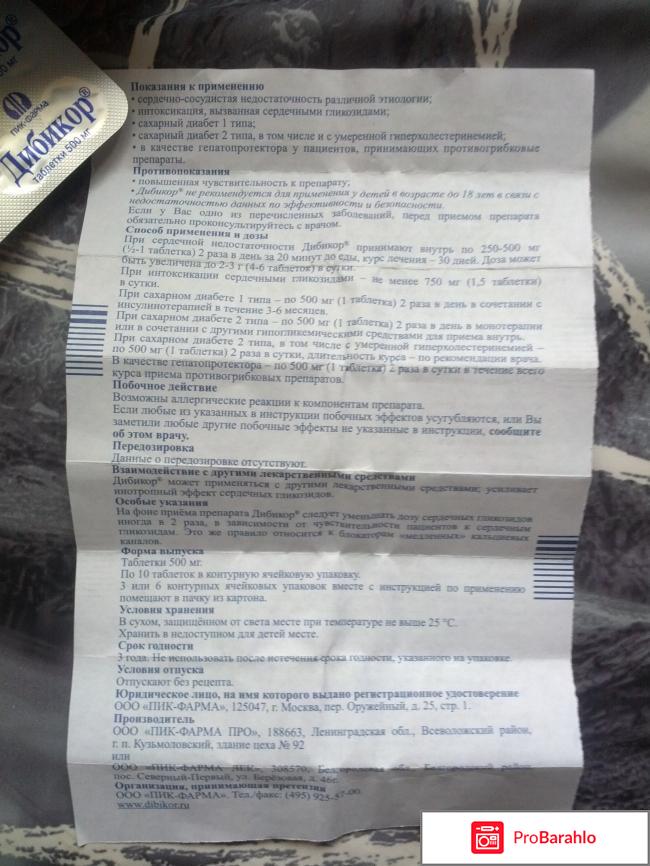 кор®
00 мг
ПИК-ФАРМА
Дибикор®
таблетки 500 мг
Показания к применению
• сердечно-сосудистая недостаточность различной этиологии;
• интоксикация, вызванная сердечными гликозидами;
• сахарный диабет 1 типа;
• сахарный диабет 2 типа, в том числе и с умеренной гиперхолестеринемией;
• в качестве гепатопротектора у пациентов, принимающих противогрибковые
препараты.
Противопоказания
• повышенная чувствительность к препарату;
• Дибикор® не рекомендуется для применения у детей в возрасте до 18 лет в связи с
недостаточностью данных по эффективности и безопасности.
Если у Вас одно из перечисленных заболеваний, перед приемом препарата
обязательно проконсультируйтесь с врачом.
Способ применения и дозы
При сердечной недостаточности Дибикор® принимают внутрь по 250-500 мг
(½-1 таблетка) 2 раза в день за 20 минут до еды, курс лечения – 30 дней. Доза может
быть увеличена до 2-3 г (4-6 таблеток) в сутки.
При интоксикации сердечными гликозидами – не менее 750 мг (1,5 таблетки)
в сутки.
При сахарном диабете 1 типа – по 500 мг (1 таблетка) 2 раза в день в сочетании с
инсулинотерапией в течение 3-6 месяцев.
При сахарном диабете 2 типа – по 500 мг (1 таблетка) 2 раза в день в монотерапии
или в сочетании с другими гипогликемическими средствами для приема внутрь.
При сахарном диабете 2 типа, в том числе с умеренной гиперхолестеринемией –
по 500 мг (1 таблетка) 2 раза в сутки, длительность курса – по рекомендации врача.
В качестве гепатопротектора – по 500 мг (1 таблетка) 2 раза в сутки в течение всего
курса приема противогрибковых препаратов.
Побочное действие
Возможны аллергические реакции к компонентам препарата.
Если любые из указанных в инструкции побочных эффектов усугубляются, или Вы
заметили любые другие побочные эффекты не указанные в инструкции, сообщите
об этом врачу.
Передозировка
Данные о передозировке отсутствуют.
Взаимодействие с другими лекарственными средствами
Дибикор® может применяться с другими лекарственными средствами; усиливает
инотропный эффект сердечных гликозидов.
Особые указания
На фоне приёма препарата Дибикор® следует уменьшать дозу сердечных гликозидов
иногда в 2 раза, в зависимости от чувствительности пациентов к сердечным
гликозидам. Это же правило относится к блокаторам «медленных» кальциевых
каналов.
Форма выпуска
Таблетки 500 мг.
По 10 таблеток в контурную ячейковую упаковку.
3 или 6 контурных ячейковых упаковок вместе с инструкцией по применению
помещают в пачку из картона.
Условия хранения
В сухом, защищённом от света месте при температуре не выше 25 °С.
Хранить в недоступном для детей месте.
Срок годности
3 года. Не использовать после истечения срока годности, указанного на упаковке.
Условия отпуска
Отпускают без рецепта.
Юридическое лицо, на имя которого выдано регистрационное удостоверение
ООО «ПИК-ФАРМА», 125047, г. Москва, пер. Оружейный, д. 25, стр. 1.
Производитель
ООО «ПИК-ФАРМА ПРО», 188663, Ленинградская обл., Всеволожский район,
г. п. Кузьмоловский, здание цеха № 92
или
ООО «ПИК-ФАРМА ЛЕК», 308570, Белгородская обл., Белгородский район,
пос. Северный-Первый, ул. Берёзовая, д. 46г.
Организация, принимающая претензии
ООО «ПИК-ФАРМА». Тел./факс: (495) 925-57-00.
www.dibikor.ru
ProBarahlo